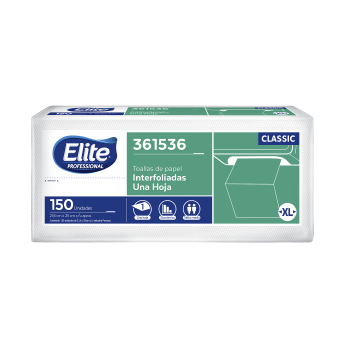 Elite
PROFESSIONAL
361536
Toallas de papel
Interfoliadas
Una Hoja
CLASSIC
150 Unidades
XL